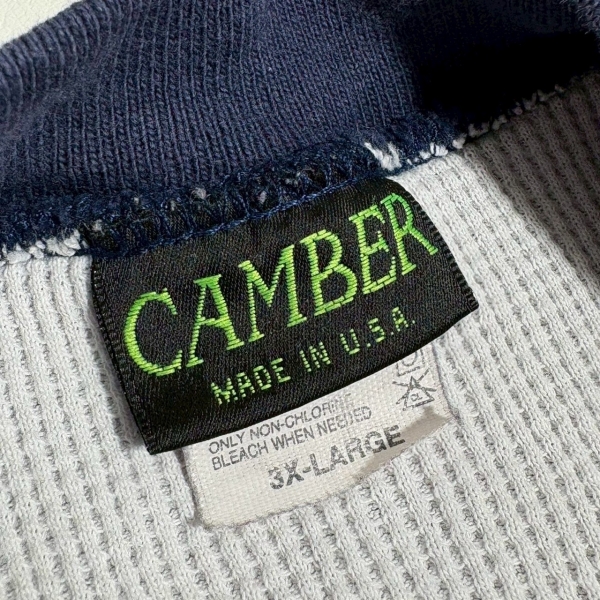 CAMBER
MADE IN U.S.A.
ONLY NON-CHLORINE
BLEACH WHEN NEEDED
3X-LARGE